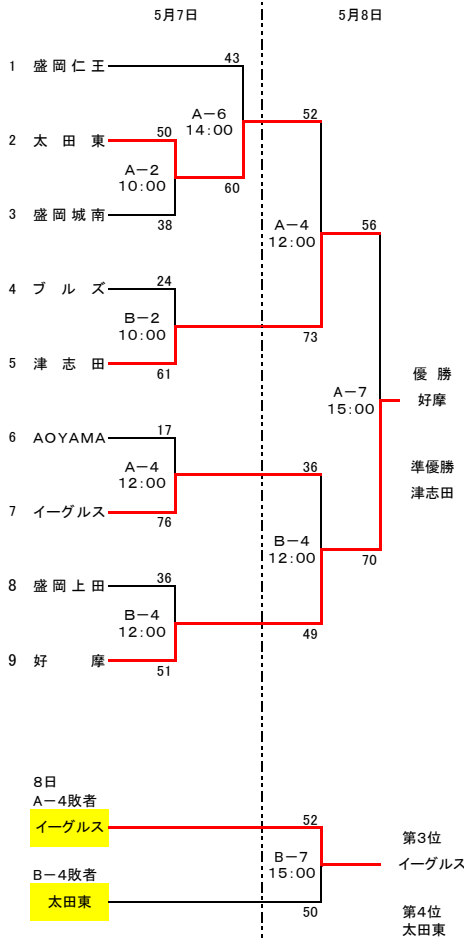 5月7日
5月8日
43
1 盛岡仁王
A－6
14:00
52
50
2 太田東
A－2
10:00
60
3 盛岡城南
38
A－4
12:00
56
24
4 ブルズ
B－2
10:00
73
5 津志田
61
優勝
A－7
15:00
好摩
17
6 AOYAMA
A－4
12:00
36
準優勝
津志田
7 イーグルス
76
B－4
12:00
70
36
8 盛岡上田
B－4
12:00
49
9 好摩
51
8日
A－4敗者
イーグルス
52
第3位
B－7
15:00
イーグルス
B－4敗者
太田東
50
第4位
太田東